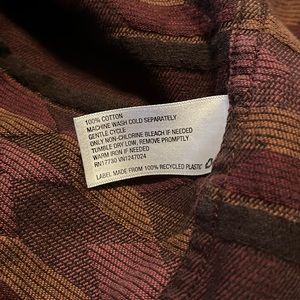 100% COTTON
MACHINE WASH COLD SEPARATELY
GENTLE CYCLE
ONLY NON-CHLORINE BLEACH IF NEEDED
TUMBLE DRY LOW, REMOVE PROMPTLY
WARM IRON IF NEEDED
RN17730 VN1247024
LABEL MADE FROM 100% RECYCLED PLASTIC